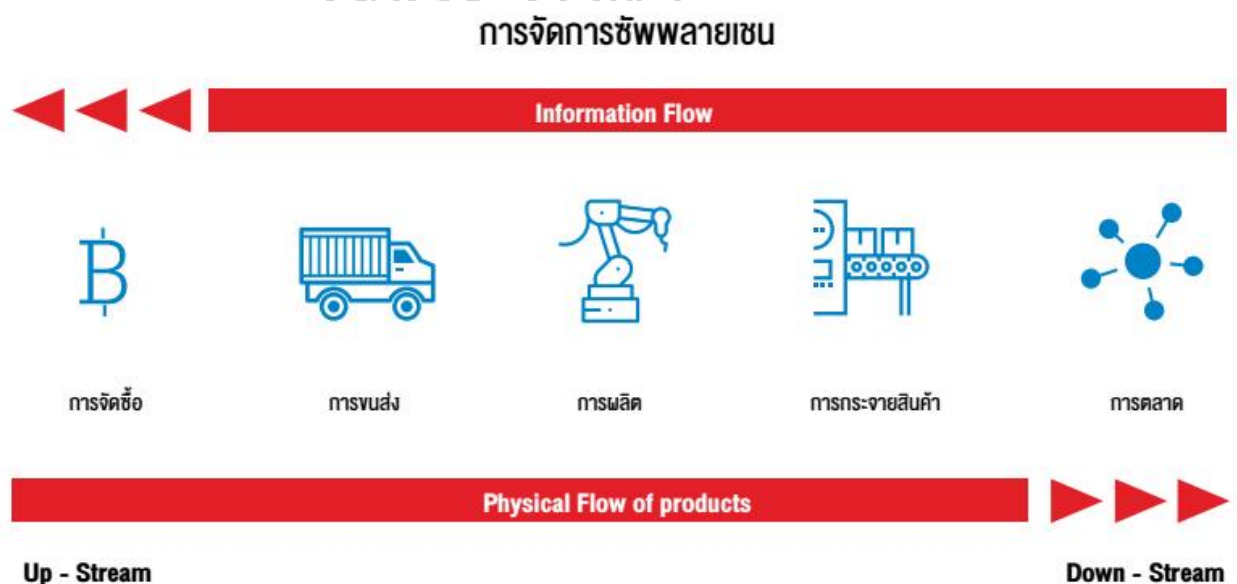 การจัดการซัพพลายเชน
Information Flow
การจัดซื้อ
การขนส่ง
การผลิต
การกระจายสินค้า
การตลาด
Physical Flow of products
Up - Stream
Down - Stream